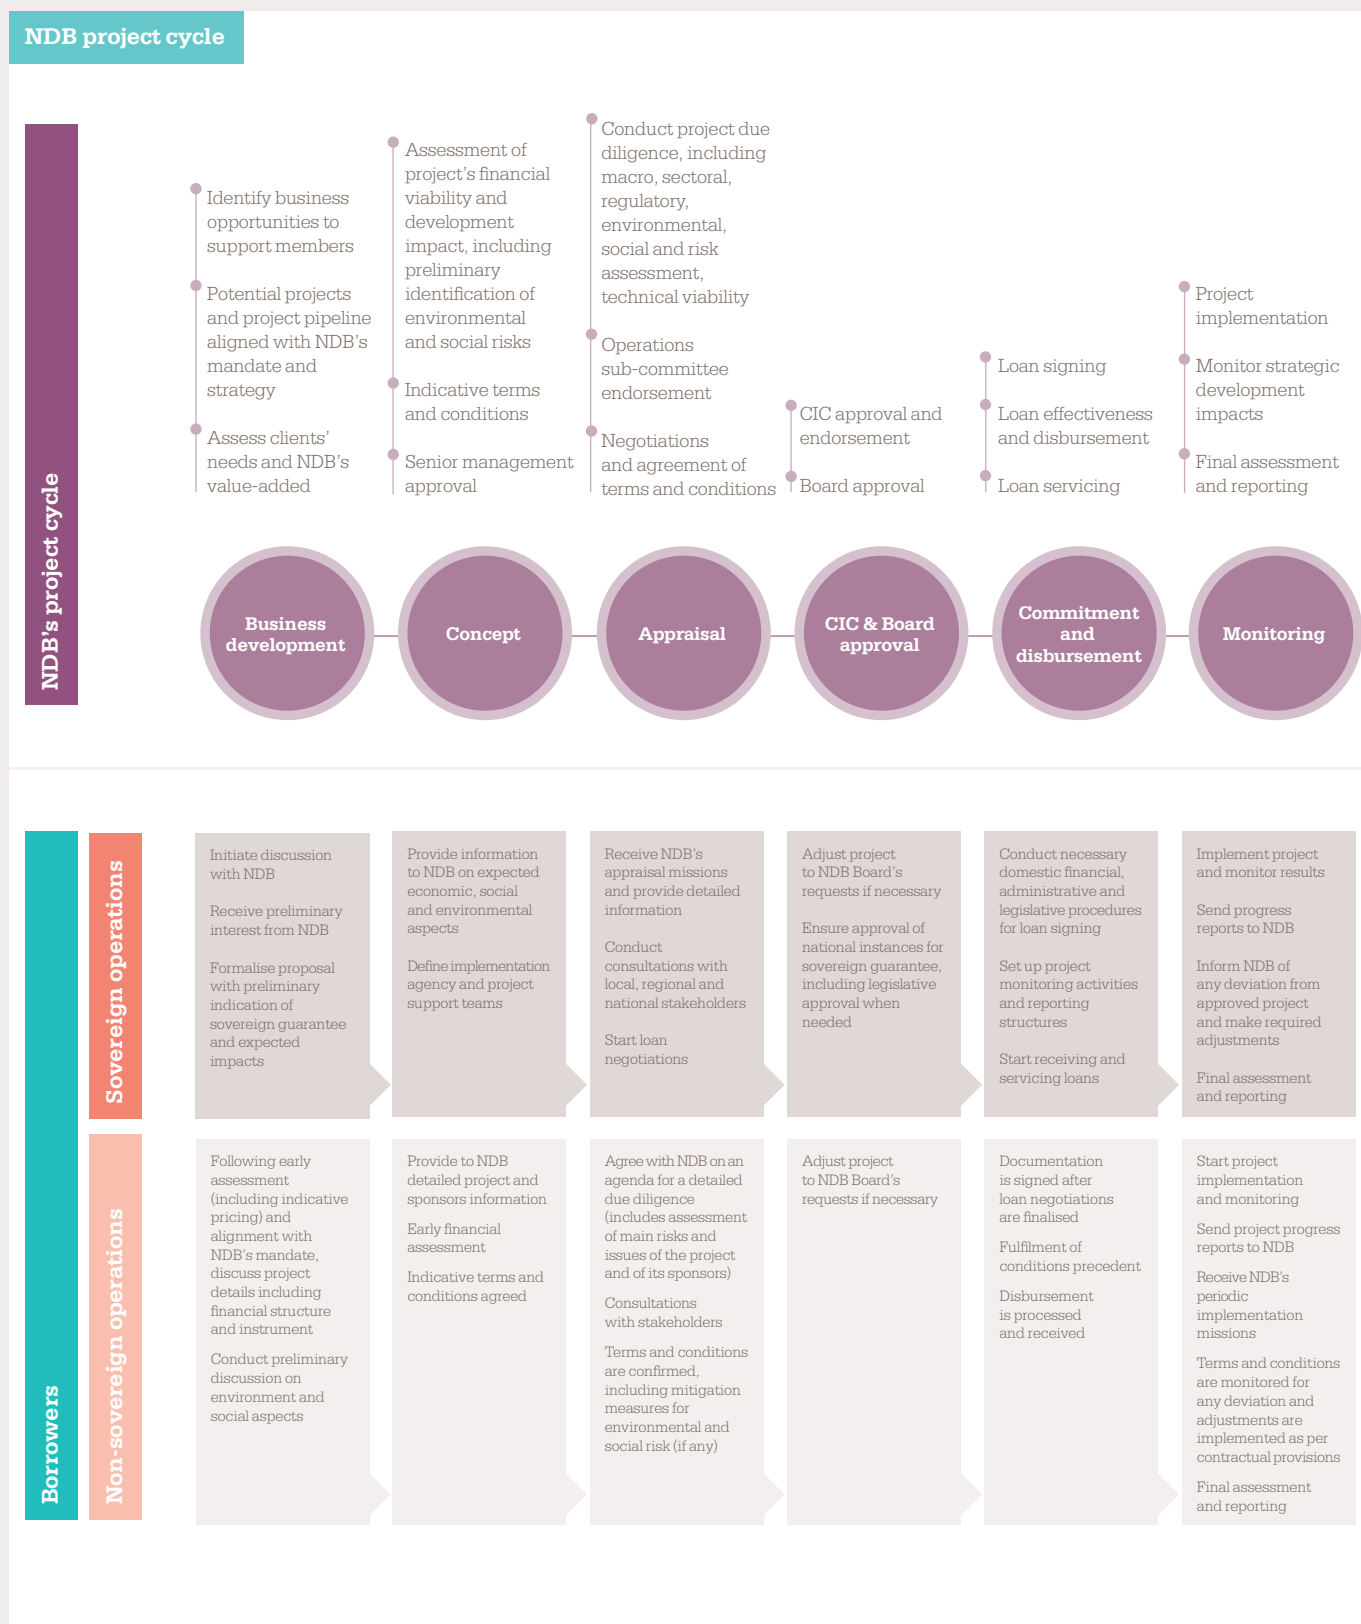 NDB project cycle
NDB's project cycle
Identify business
opportunities to
support members
Potential projects
and project pipeline
aligned with NDB's
mandate and
strategy
Assess clients'
needs and NDB's
value-added
Assessment of
project's financial
viability and
development
impact, including
preliminary
identification of
environmental
and social risks
Indicative terms
and conditions
Senior management
approval
Conduct project due
diligence, including
macro, sectoral,
regulatory,
environmental,
social and risk
assessment,
technical viability
Operations
sub-committee
endorsement
Negotiations
and agreement of
terms and conditions
CIC approval and
endorsement
Board approval
Loan signing
Loan effectiveness
and disbursement
Loan servicing
Project
implementation
Monitor strategic
development
impacts
Final assessment
and reporting
Business
development
Concept
Appraisal
CIC & Board
approval
Commitment
and
disbursement
Monitoring
Borrowers
Sovereign operations
Initiate discussion
with NDB
Receive preliminary
interest from NDB
Formalise proposal
with preliminary
indication of
sovereign guarantee
and expected
impacts
Provide information
to NDB on expected
economic, social
and environmental
aspects
Define implementation
agency and project
support teams
Receive NDB's
appraisal missions
and provide detailed
information
Conduct
consultations with
local, regional and
national stakeholders
Start loan
negotiations
Adjust project
to NDB Board's
requests if necessary
Ensure approval of
national instances for
sovereign guarantee,
including legislative
approval when
needed
Conduct necessary
domestic financial,
administrative and
legislative procedures
for loan signing
Set up project
monitoring activities
and reporting
structures
Start receiving and
servicing loans
Implement project
and monitor results
Send progress
reports to NDB
Inform NDB of
any deviation from
approved project
and make required
adjustments
Final assessment
and reporting
Non-sovereign operations
Following early
assessment
(including indicative
pricing) and
alignment with
NDB's mandate,
discuss project
details including
financial structure
and instrument
Conduct preliminary
discussion on
environment and
social aspects
Provide to NDB
detailed project and
sponsors information
Early financial
assessment
Indicative terms and
conditions agreed
Agree with NDB on an
agenda for a detailed
due diligence
(includes assessment
of main risks and
issues of the project
and of its sponsors)
Consultations
with stakeholders
Terms and conditions
are confirmed,
including mitigation
measures for
environmental and
social risk (if any)
Adjust project
to NDB Board's
requests if necessary
Documentation
is signed after
loan negotiations
are finalised
Fulfilment of
conditions precedent
Disbursement
is processed
and received
Start project
implementation
and monitoring
Send project progress
reports to NDB
Receive NDB's
periodic
implementation
missions
Terms and conditions
are monitored for
any deviation and
adjustments are
implemented as per
contractual provisions
Final assessment
and reporting